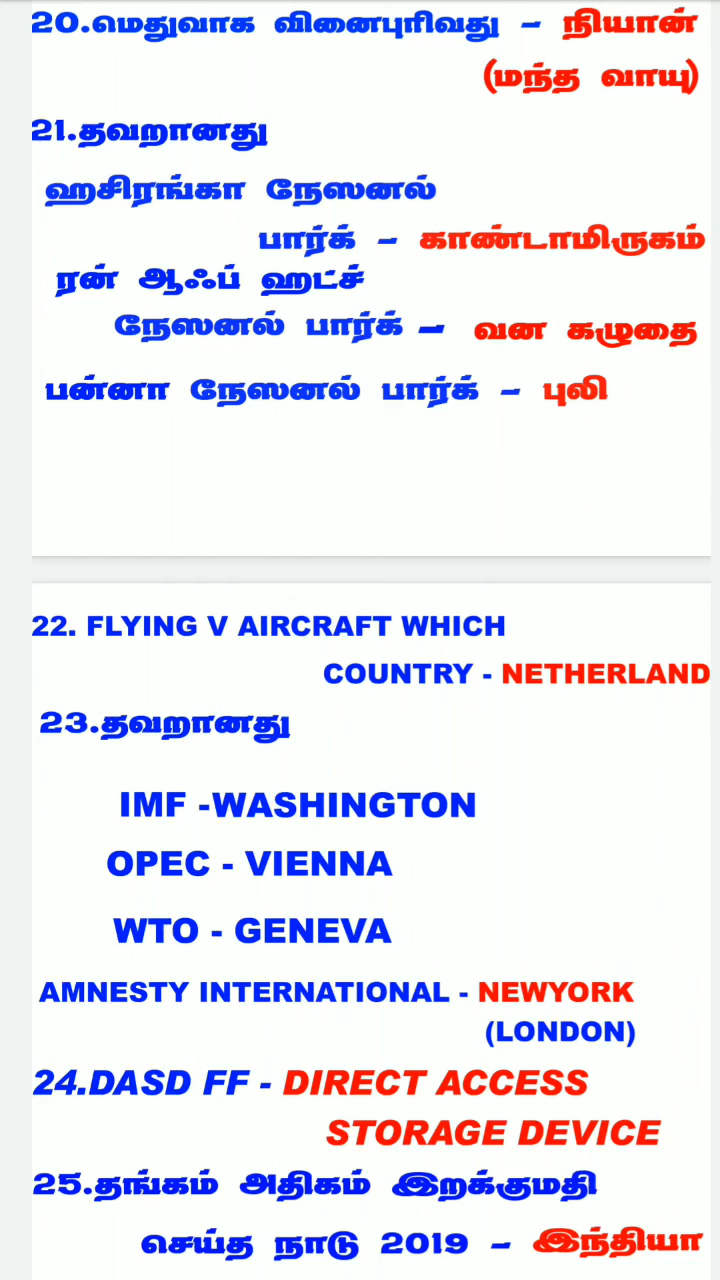 20.மெதுவாக வினைபுரிவது - நியான்
(மந்த வாயு)
21.தவறானது
ஹசிரங்கா நேஸனல்
பார்க் - காண்டாமிருகம்
ரன் ஆஃப் ஹட்ச்
நேஸனல் பார்க் - வன கழுதை
பன்னா நேஸனல் பார்க் - புலி
22. FLYING V AIRCRAFT WHICH
COUNTRY - NETHERLAND
23.தவறானது
IMF -WASHINGTON
OPEC - VIENNA
WTO - GENEVA
AMNESTY INTERNATIONAL - NEWYORK
(LONDON)
24.DASD FF - DIRECT ACCESS
STORAGE DEVICE
25.தங்கம் அதிகம் இறக்குமதி
செய்த நாடு 2019 - இந்தியா